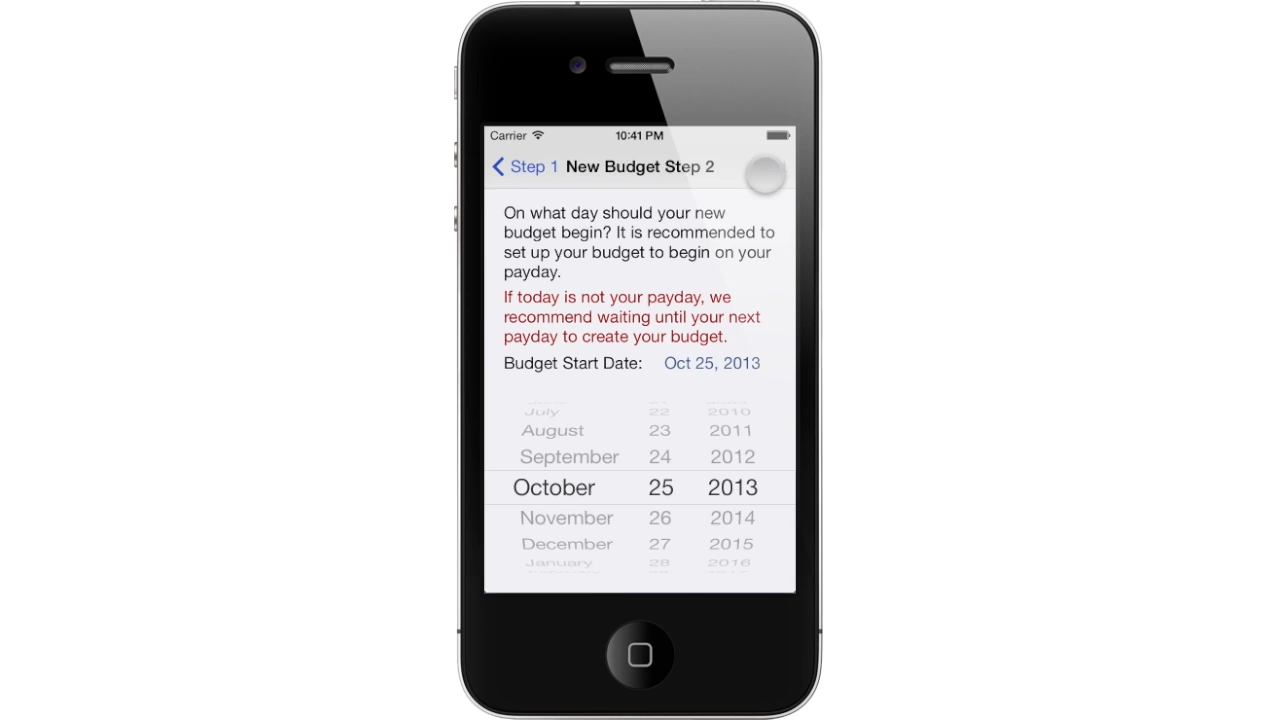 Carrier 10:41 PM
Step 1 New Budget Step 2
On what day should your new
budget begin? It is recommended to
set up your budget to begin on your
payday.
If today is not your payday, we
recommend waiting until your next
payday to create your budget.
Budget Start Date: Oct 25, 2013
July 22 2010
August 23 2011
September 24 2012
October 25 2013
November 26 2014
December 27 2015
January 28 2016